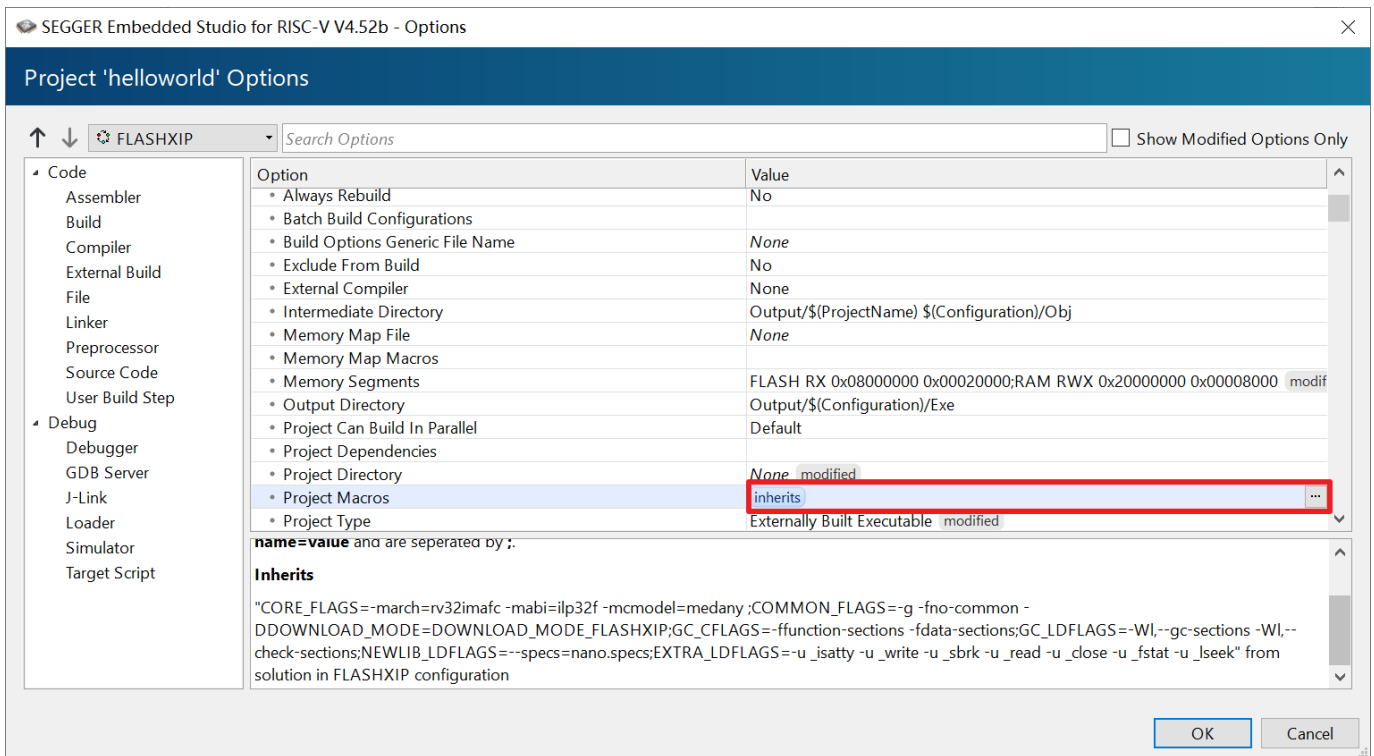 SEGGER Embedded Studio for RISC-V V4.52b - Options
Project 'helloworld' Options
FLASHXIP
Search Options
Show Modified Options Only
Code
Assembler
Build
Compiler
External Build
File
Linker
Preprocessor
Source Code
User Build Step
Debug
Debugger
GDB Server
J-Link
Loader
Simulator
Target Script
Option Value
Always Rebuild No
Batch Build Configurations
Build Options Generic File Name None
Exclude From Build No
External Compiler None
Intermediate Directory Output/$(ProjectName) $(Configuration)/Obj
Memory Map File None
Memory Map Macros
Memory Segments FLASH RX 0x08000000 0x00020000;RAM RWX 0x20000000 0x00008000 modif
Output Directory Output/$(Configuration)/Exe
Project Can Build In Parallel Default
Project Dependencies
Project Directory None modified
Project Macros inherits ...
Project Type Externally Built Executable modified
name=value and are seperated by ;.
Inherits
"CORE_FLAGS=-march=rv32imafc -mabi=ilp32f -mcmodel=medany ;COMMON_FLAGS=-g -fno-common -
DDOWNLOAD_MODE=DOWNLOAD_MODE_FLASHXIP;GC_CFLAGS=-ffunction-sections -fdata-sections;GC_LDFLAGS=-Wl,--gc-sections -Wl,--
check-sections;NEWLIB_LDFLAGS=--specs=nano.specs;EXTRA_LDFLAGS=-u _isatty -u _write -u _sbrk -u _read -u _close -u _fstat -u _lseek" from
solution in FLASHXIP configuration
OK
Cancel